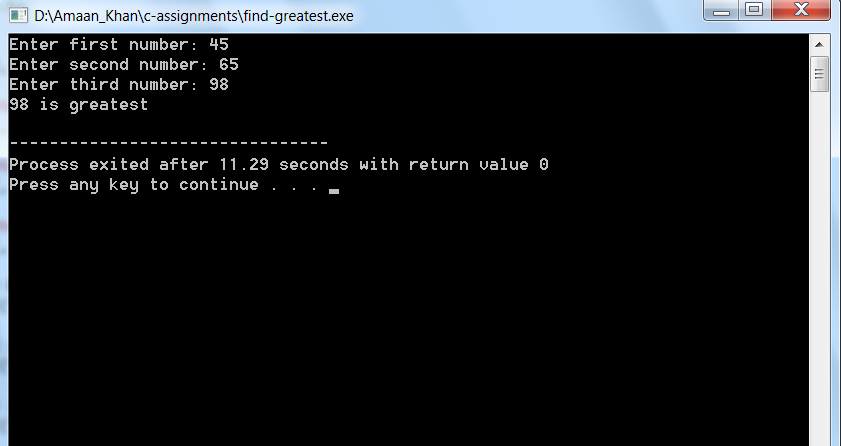 D:\Amaan_Khan\c-assignments\find-greatest.exe
Enter first number: 45
Enter second number: 65
Enter third number: 98
98 is greatest
--------------------------------
Process exited after 11.29 seconds with return value 0
Press any key to continue . . .